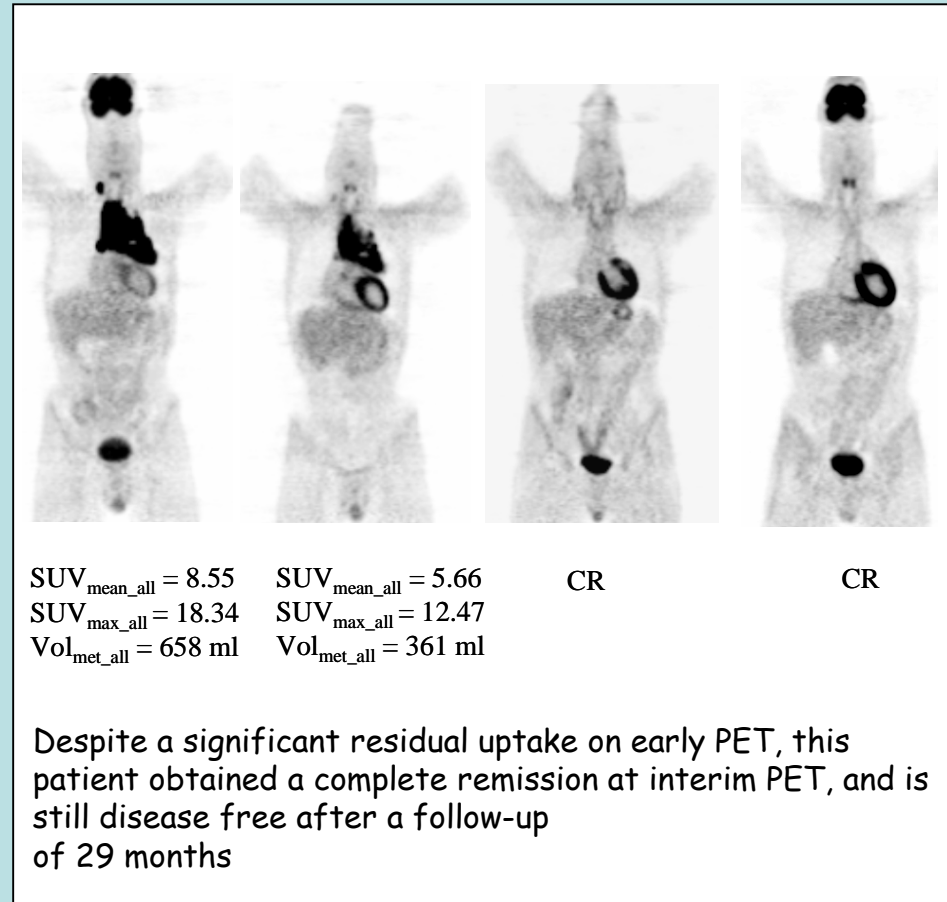 SUVmean_all = 8.55 SUVmean_all = 5.66 CR CR
SUVmax_all = 18.34 SUVmax_all = 12.47
Volmet_all = 658 ml Volmet_all = 361 ml
Despite a significant residual uptake on early PET, this
patient obtained a complete remission at interim PET, and is
still disease free after a follow-up
of 29 months